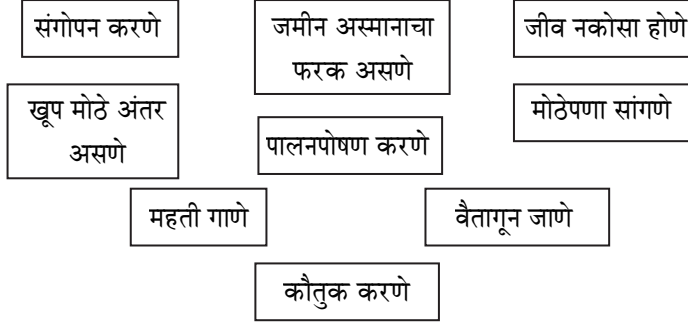 संगोपन करणे
जमीन अस्मानाचा
फरक असणे
जीव नकोसा होणे
खूप मोठे अंतर
असणे
पालनपोषण करणे
मोठेपणा सांगणे
महती गाणे
वैतागून जाणे
कौतुक करणे